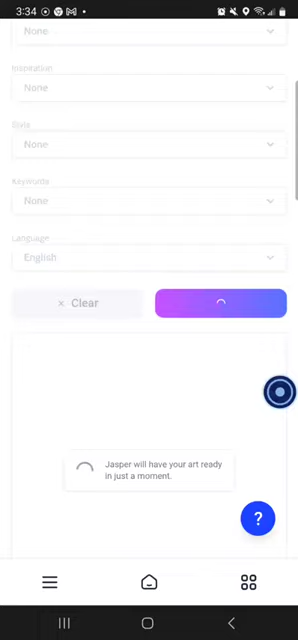 3:34
None
Inspiration
None
Style
None
Keywords
None
Language
English
× Clear
Jasper will have your art ready
in just a moment.
?